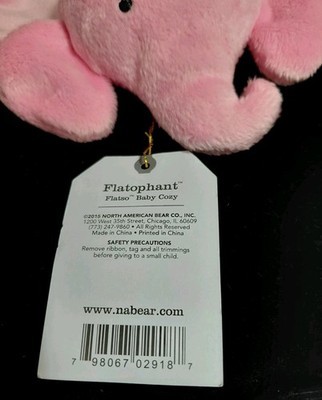 Flatophant™
Flatso™ Baby Cozy
©2015 NORTH AMERICAN BEAR CO., INC.
1200 West 35th Street, Chicago, IL 60609
(773) 247-9860 • All Rights Reserved
Made in China • Printed in China
SAFETY PRECAUTIONS
Remove ribbon, tag and all trimmings
before giving to a small child.
www.nabear.com
7 98067 02918 7